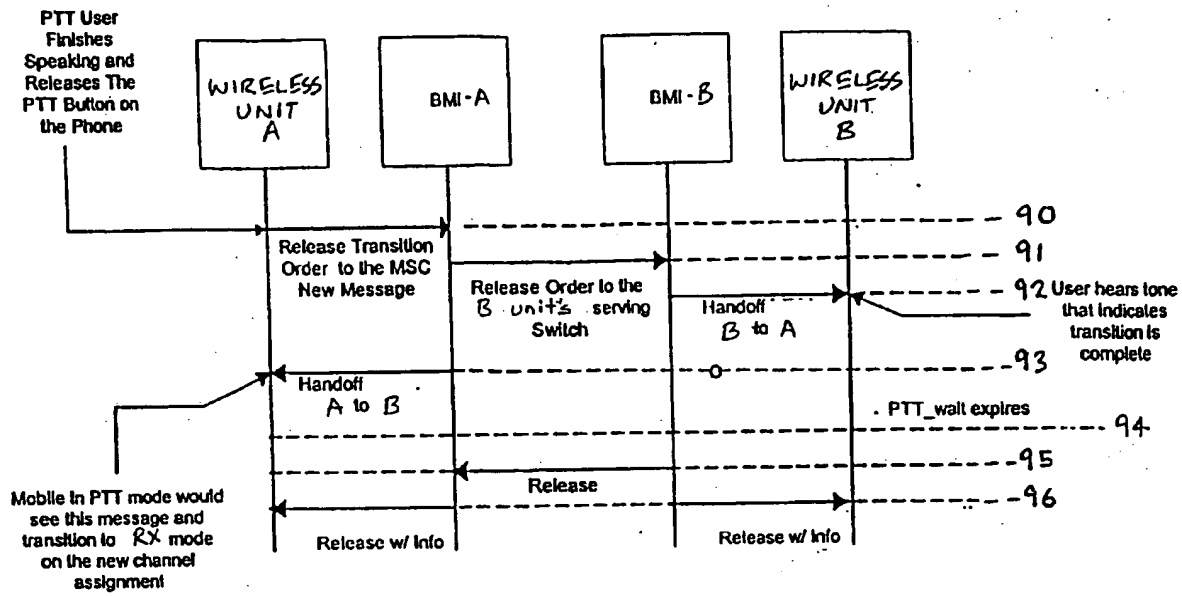 PTT User
Finishes
Speaking and
Releases The
PTT Button on
the Phone
WIRELESS
UNIT
A
BMI-A
BMI-B
WIRELESS
UNIT
B
90
Release Transition
Order to the MSC
New Message
91
Release Order to the
B unit's serving
Switch
92
Handoff
B to A
User hears tone
that indicates
transition is
complete
93
Handoff
A to B
PTT_wait expires
94
95
Release
96
Mobile in PTT mode would
see this message and
transition to RX mode
on the new channel
assignment
Release w/ Info
Release w/ Info